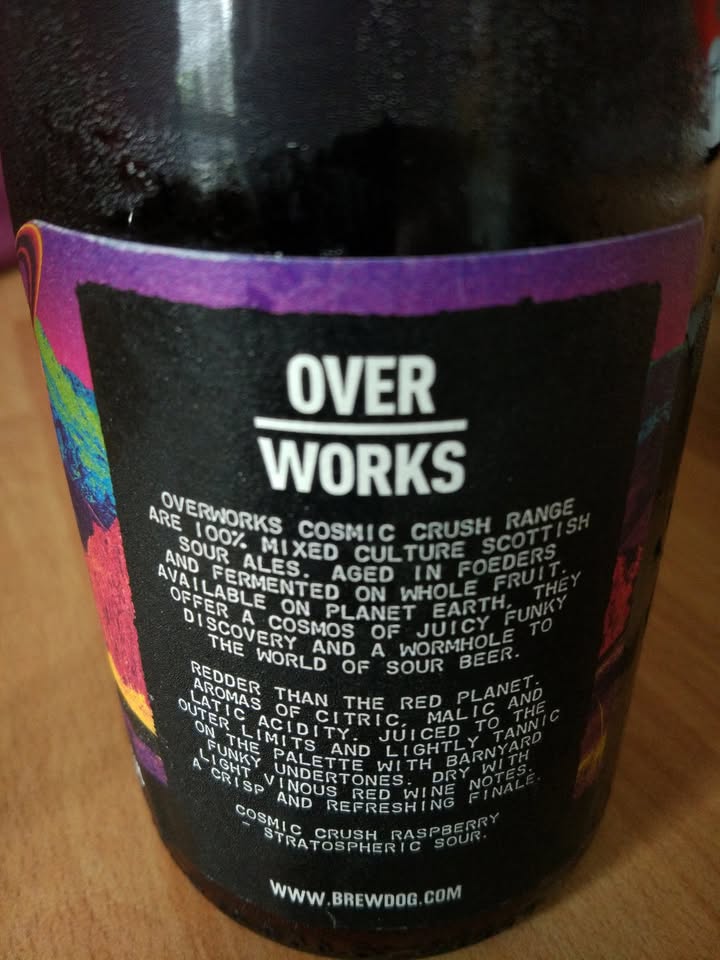 OVER
WORKS
OVERWORKS COSMIC CRUSH RANGE
ARE 100% MIXED CULTURE SCOTTISH
SOUR ALES. AGED IN FOEDERS
AND FERMENTED ON WHOLE FRUIT.
AVAILABLE ON PLANET EARTH, THEY
OFFER A COSMOS OF JUICY FUNKY
DISCOVERY AND A WORMHOLE TO
THE WORLD OF SOUR BEER.
REDDER THAN THE RED PLANET.
AROMAS OF CITRIC, MALIC AND
LATIC ACIDITY. JUICED TO THE
OUTER LIMITS AND LIGHTLY TANNIC
ON THE PALETTE WITH BARNYARD
FUNKY UNDERTONES. DRY WITH
LIGHT VINOUS RED WINE NOTES.
A CRISP AND REFRESHING FINALE.
COSMIC CRUSH RASPBERRY
- STRATOSPHERIC SOUR.
WWW.BREWDOG.COM